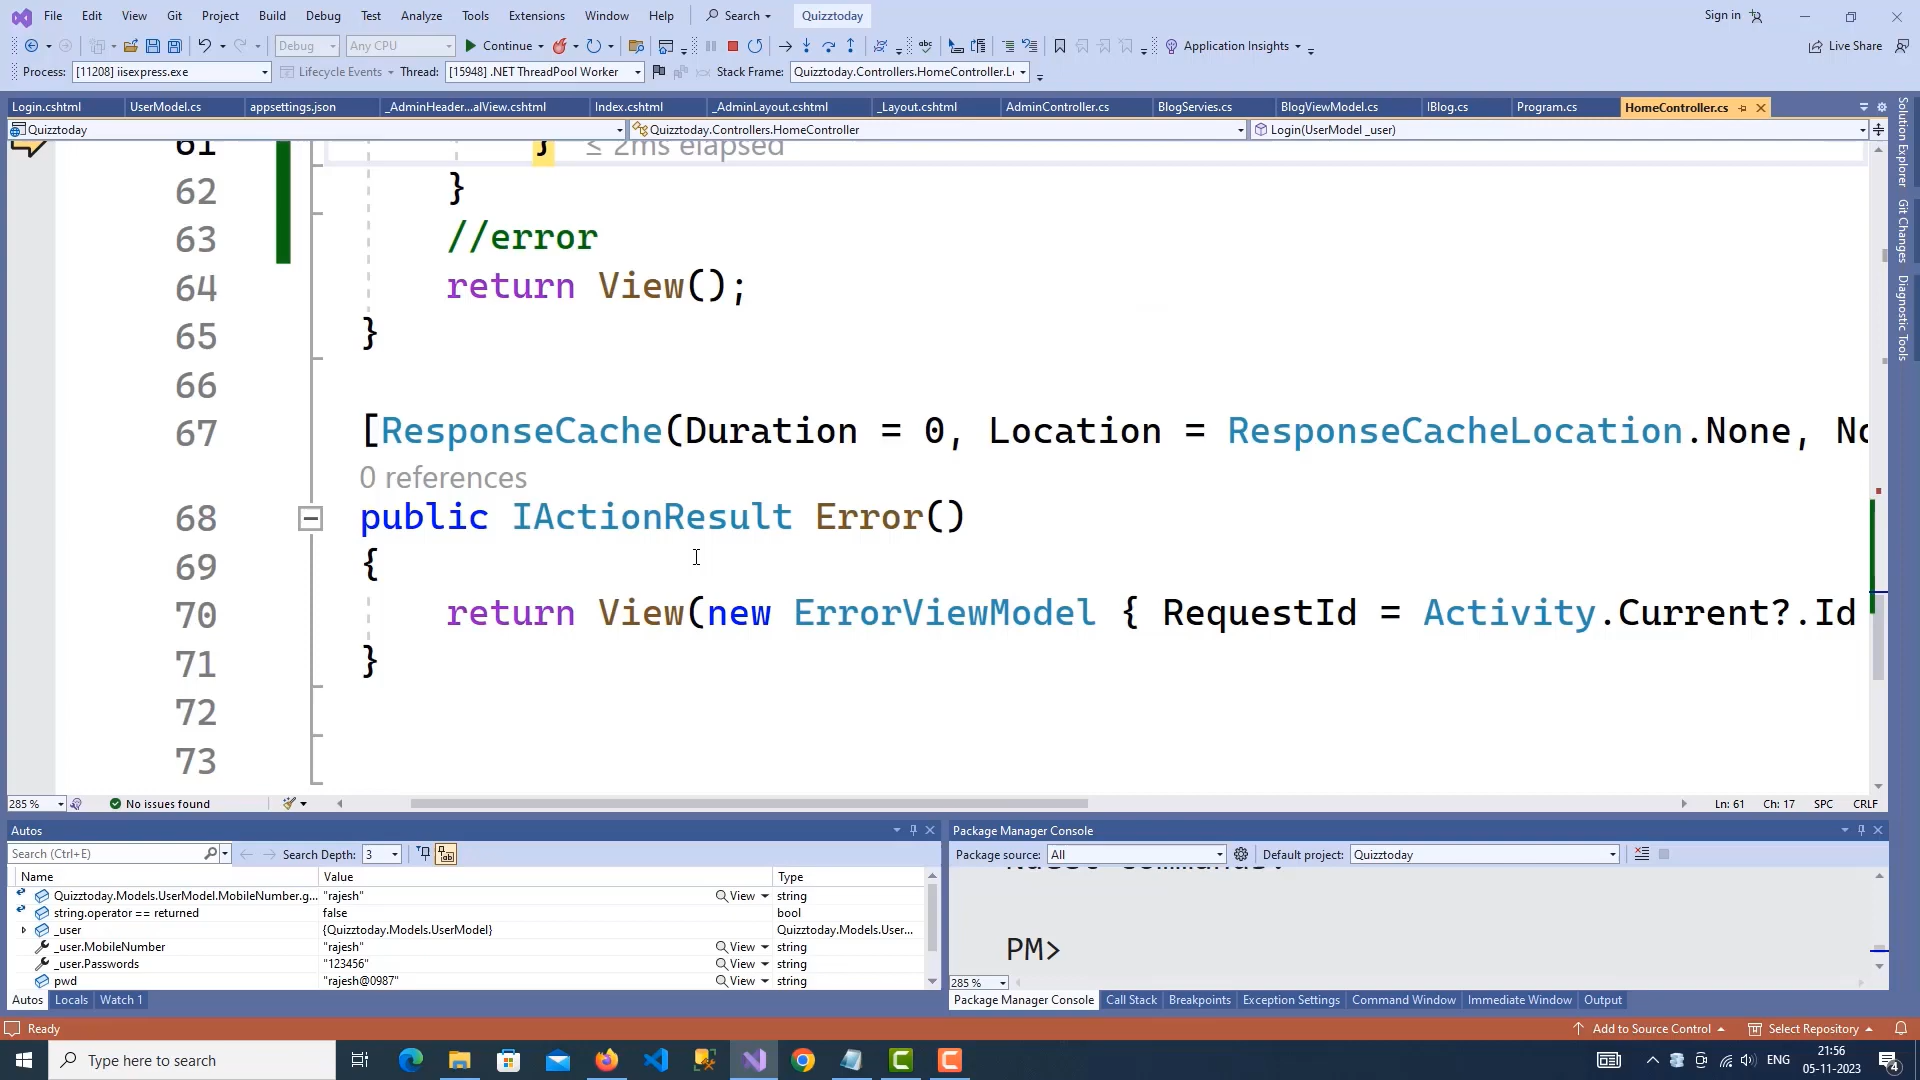 File Edit View Git Project Build Debug Test Analyze Tools Extensions Window Help Search Quizztoday Sign in
Debug Any CPU Continue Application Insights Live Share
Process: [11208] iisexpress.exe Lifecycle Events Thread: [15948] .NET ThreadPool Worker Stack Frame: Quizztoday.Controllers.HomeController.L
Login.cshtml UserModel.cs appsettings.json _AdminHeader...alView.cshtml Index.cshtml _AdminLayout.cshtml _Layout.cshtml AdminController.cs BlogServies.cs BlogViewModel.cs IBlog.cs Program.cs HomeController.cs
Quizztoday Quizztoday.Controllers.HomeController Login(UserModel _user)
61 } ≤ 2ms elapsed
62 }
63 //error
64 return View();
65 }
66
67 [ResponseCache(Duration = 0, Location = ResponseCacheLocation.None, No
0 references
68 public IActionResult Error()
69 {
70 return View(new ErrorViewModel { RequestId = Activity.Current?.Id
71 }
72
73
Solution Explorer
Git Changes
Diagnostic Tools
285 % No issues found Ln: 61 Ch: 17 SPC CRLF
Autos
Search (Ctrl+E) Search Depth: 3
Name Value Type
Quizztoday.Models.UserModel.MobileNumber.g... "rajesh" View string
string.operator == returned false bool
_user {Quizztoday.Models.UserModel} Quizztoday.Models.User...
_user.MobileNumber "rajesh" View string
_user.Passwords "123456" View string
pwd "rajesh@0987" View string
Autos Locals Watch 1
Package Manager Console
Package source: All Default project: Quizztoday
PM>
285 %
Package Manager Console Call Stack Breakpoints Exception Settings Command Window Immediate Window Output
Ready Add to Source Control Select Repository
Type here to search
ENG
21:56
05-11-2023
4